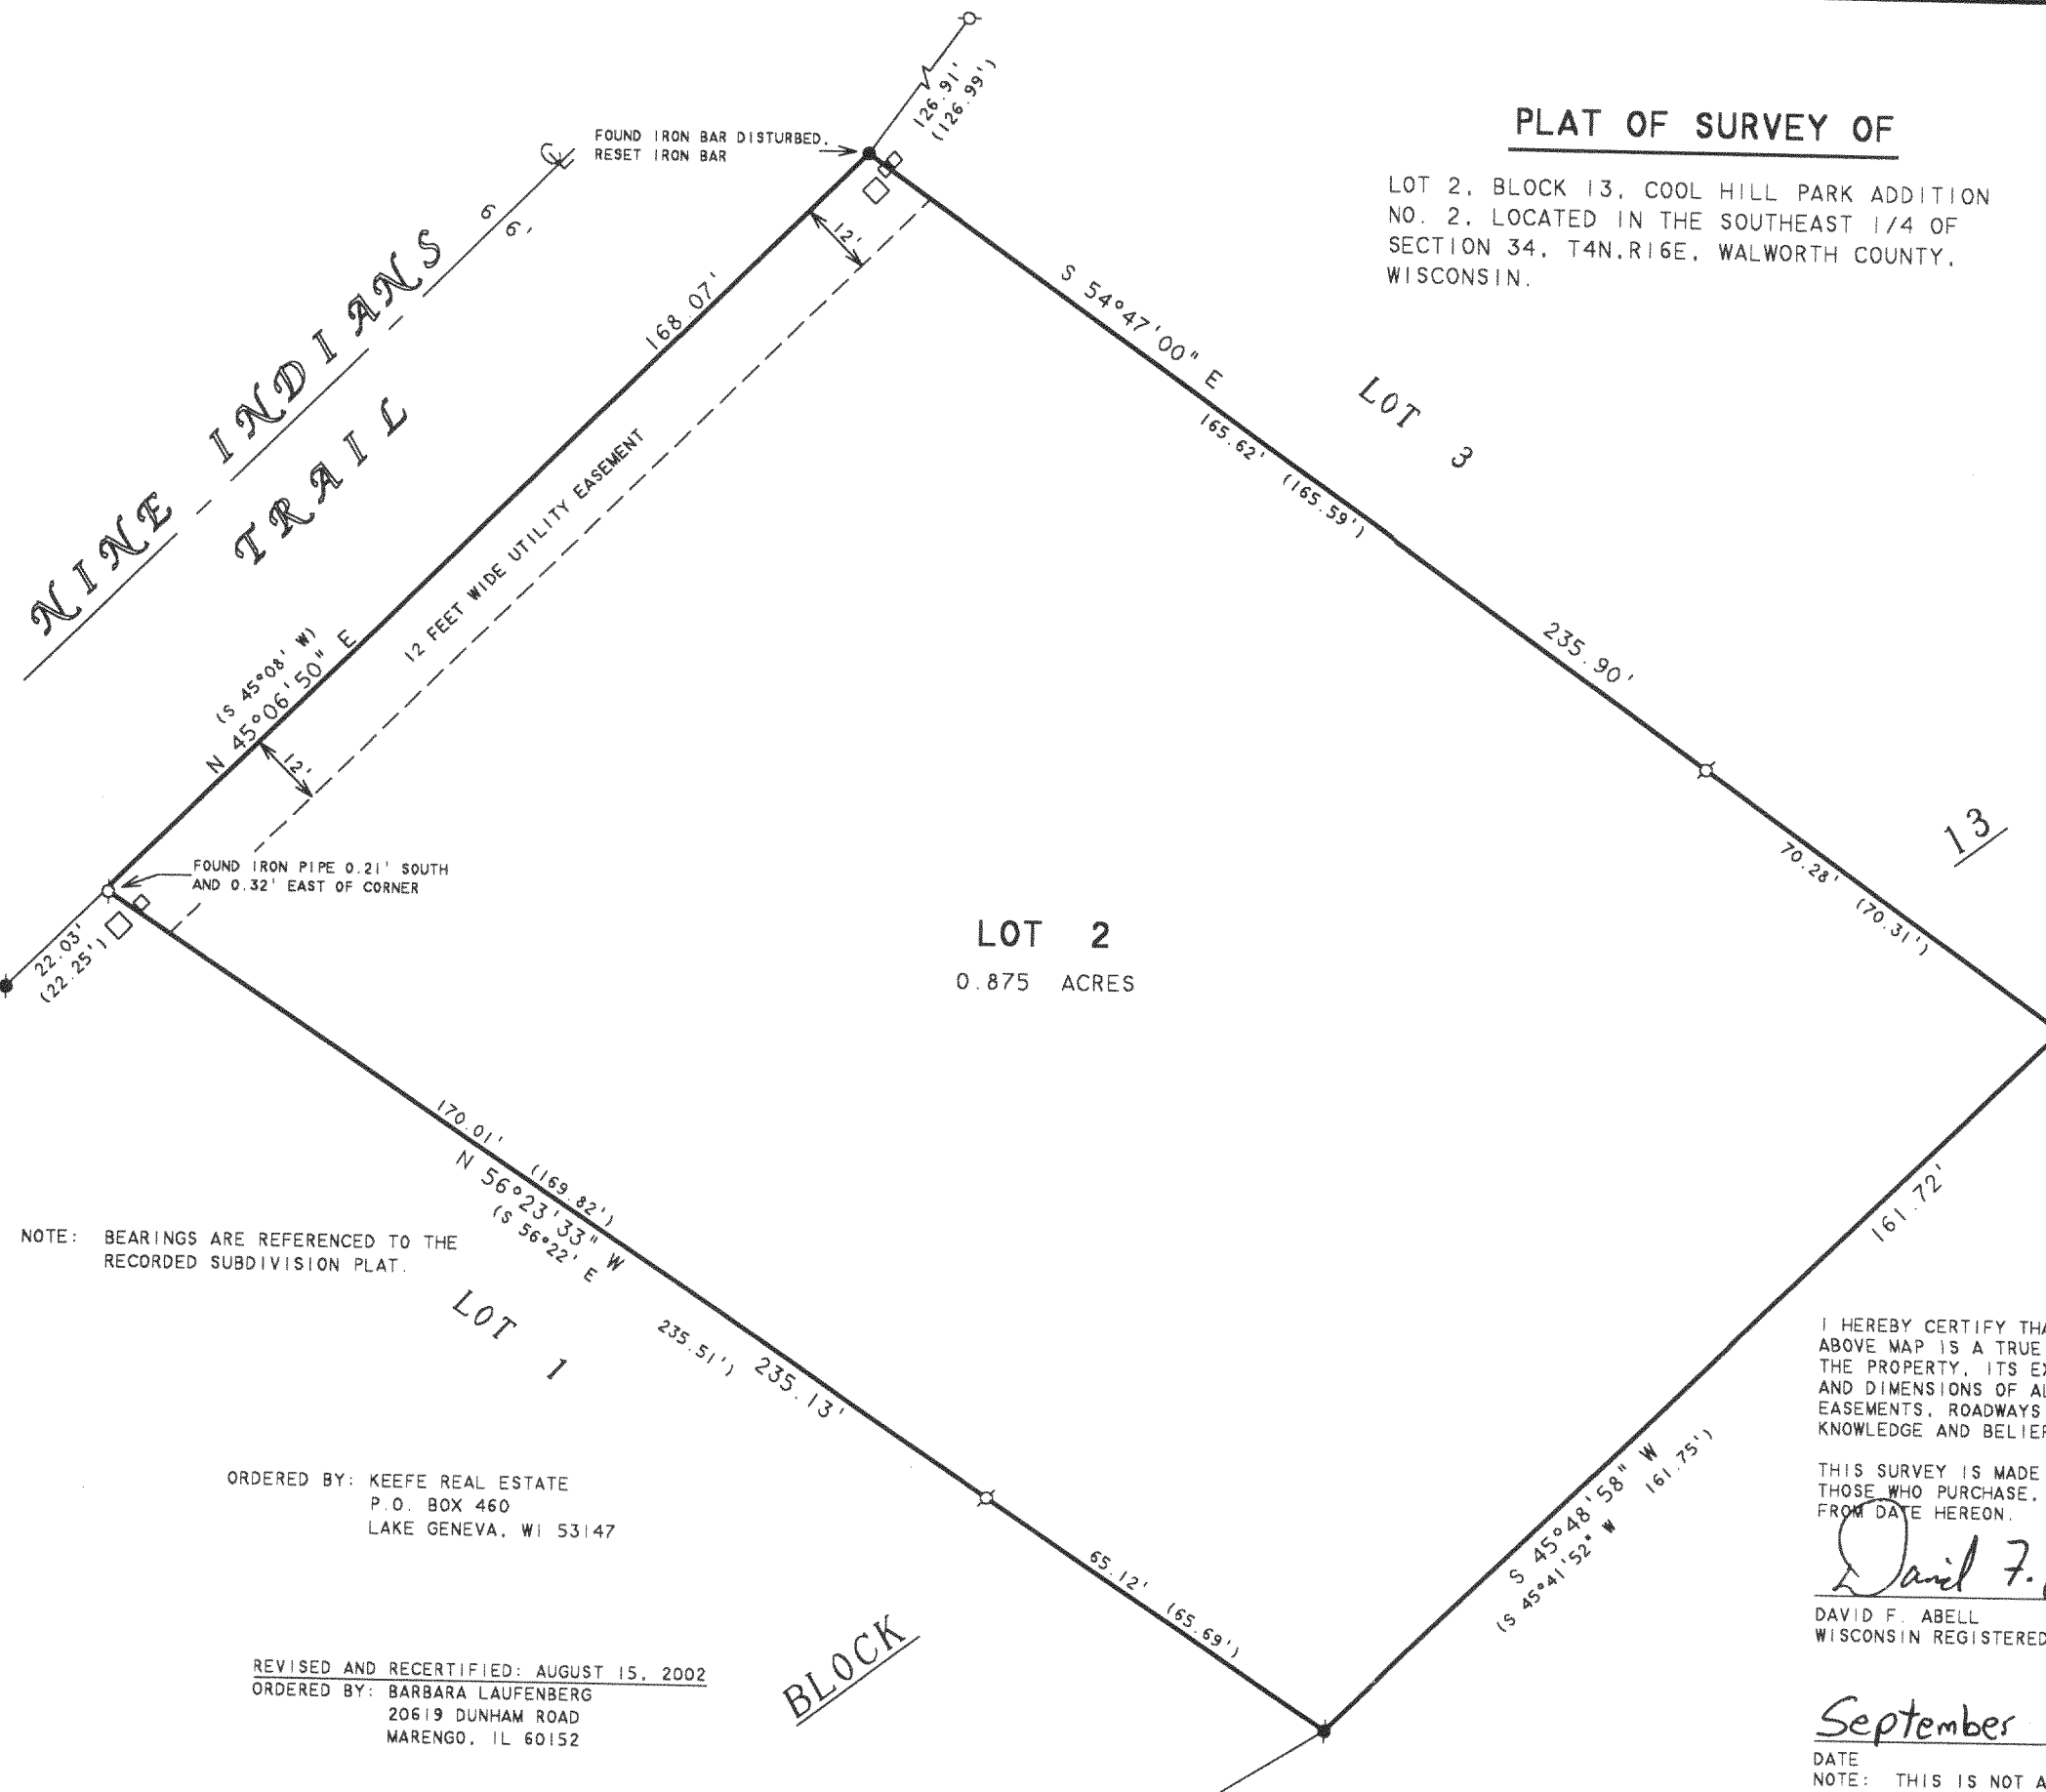 PLAT OF SURVEY OF
LOT 2, BLOCK 13, COOL HILL PARK ADDITION
NO. 2, LOCATED IN THE SOUTHEAST 1/4 OF
SECTION 34, T4N,R16E, WALWORTH COUNTY,
WISCONSIN.
126.91'
(126.99')
FOUND IRON BAR DISTURBED,
RESET IRON BAR
66'
NINE INDIANS
TRAIL
168.07'
12'
12 FEET WIDE UTILITY EASEMENT
(S 45°08' W)
N 45°06'50" E
12'
S 54°47'00" E
165.62' (165.59')
LOT 3
235.90'
70.28' (70.31')
13
FOUND IRON PIPE 0.21' SOUTH
AND 0.32' EAST OF CORNER
22.03'
(22.25')
LOT 2
0.875 ACRES
170.01' (169.82')
N 56°23'33" W
(S 56°22' E
235.51') 235.13'
LOT 1
NOTE: BEARINGS ARE REFERENCED TO THE
RECORDED SUBDIVISION PLAT.
161.72'
S 45°48'58" W
(S 45°41'52" W 161.75')
65.12' (65.69')
BLOCK
ORDERED BY: KEEFE REAL ESTATE
P.O. BOX 460
LAKE GENEVA, WI 53147
REVISED AND RECERTIFIED: AUGUST 15, 2002
ORDERED BY: BARBARA LAUFENBERG
20619 DUNHAM ROAD
MARENGO, IL 60152
I HEREBY CERTIFY THA
ABOVE MAP IS A TRUE
THE PROPERTY, ITS EX
AND DIMENSIONS OF AL
EASEMENTS, ROADWAYS
KNOWLEDGE AND BELIEF
THIS SURVEY IS MADE
THOSE WHO PURCHASE,
FROM DATE HEREON.
David F.
DAVID F. ABELL
WISCONSIN REGISTERED
September
DATE
NOTE: THIS IS NOT A